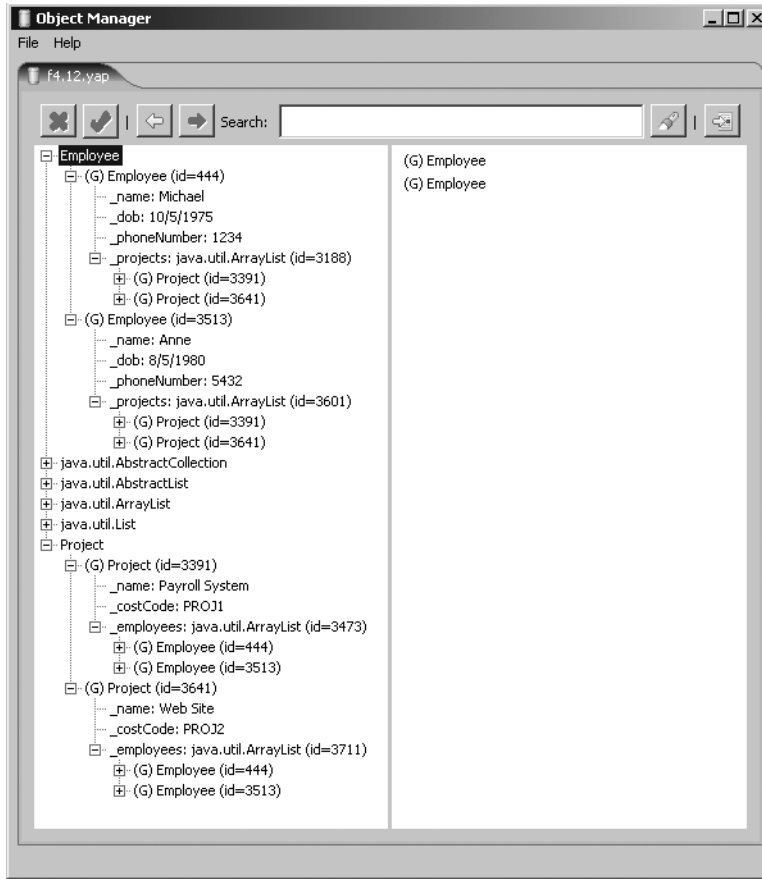 Object Manager
File Help
f4.12.yap
Search:
Employee
(G) Employee (id=444)
_name: Michael
_dob: 10/5/1975
_phoneNumber: 1234
_projects: java.util.ArrayList (id=3188)
(G) Project (id=3391)
(G) Project (id=3641)
(G) Employee (id=3513)
_name: Anne
_dob: 8/5/1980
_phoneNumber: 5432
_projects: java.util.ArrayList (id=3601)
(G) Project (id=3391)
(G) Project (id=3641)
java.util.AbstractCollection
java.util.AbstractList
java.util.ArrayList
java.util.List
Project
(G) Project (id=3391)
_name: Payroll System
_costCode: PROJ1
_employees: java.util.ArrayList (id=3473)
(G) Employee (id=444)
(G) Employee (id=3513)
(G) Project (id=3641)
_name: Web Site
_costCode: PROJ2
_employees: java.util.ArrayList (id=3711)
(G) Employee (id=444)
(G) Employee (id=3513)
(G) Employee
(G) Employee